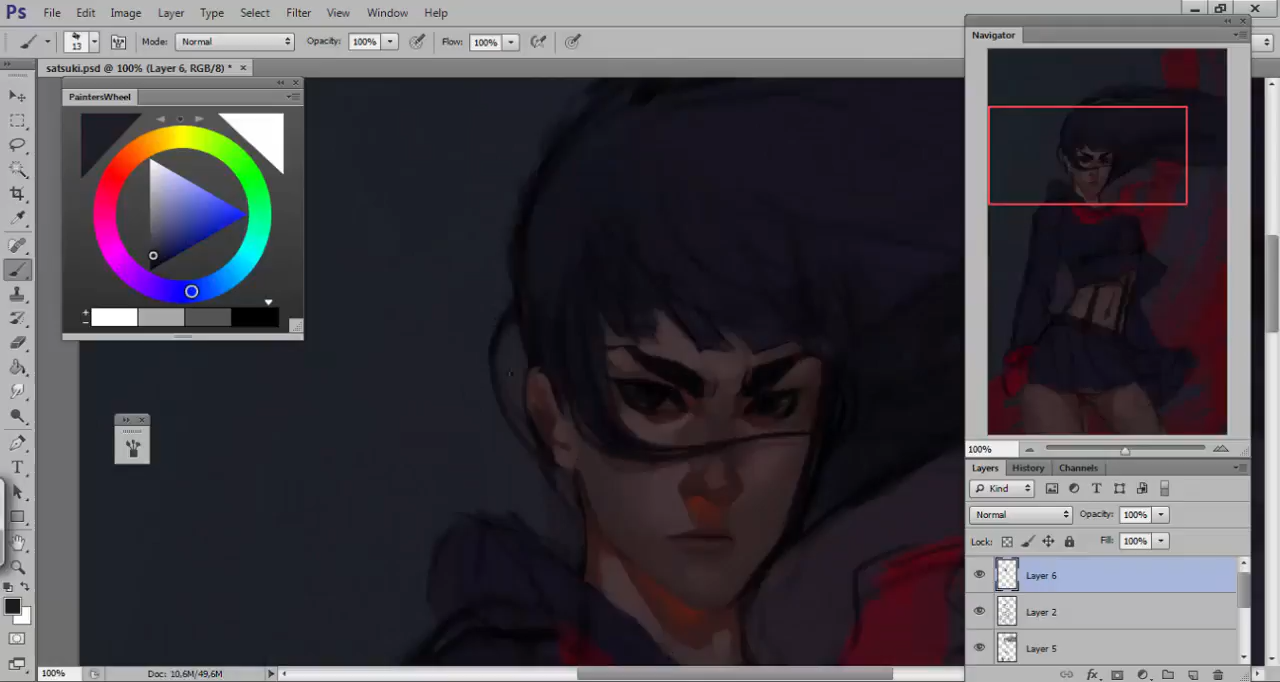 Ps File Edit Image Layer Type Select Filter View Window Help
13 Mode: Normal Opacity: 100% Flow: 100%
satsuki.psd @ 100% (Layer 6, RGB/8) * ×
PaintersWheel
Navigator
100%
Layers History Channels
Kind T
Normal Opacity: 100%
Lock: Fill: 100%
Layer 6
Layer 2
Layer 5
T
fx
100% Doc: 10,6M/49,6M